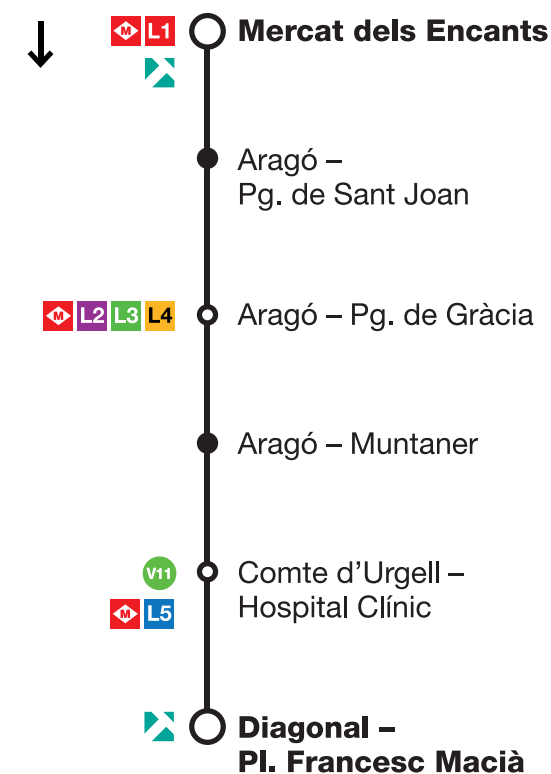 M L1 Mercat dels Encants
Aragó –
Pg. de Sant Joan
M L2 L3 L4 Aragó – Pg. de Gràcia
Aragó – Muntaner
V11 Comte d’Urgell –
M L5 Hospital Clínic
Diagonal –
Pl. Francesc Macià